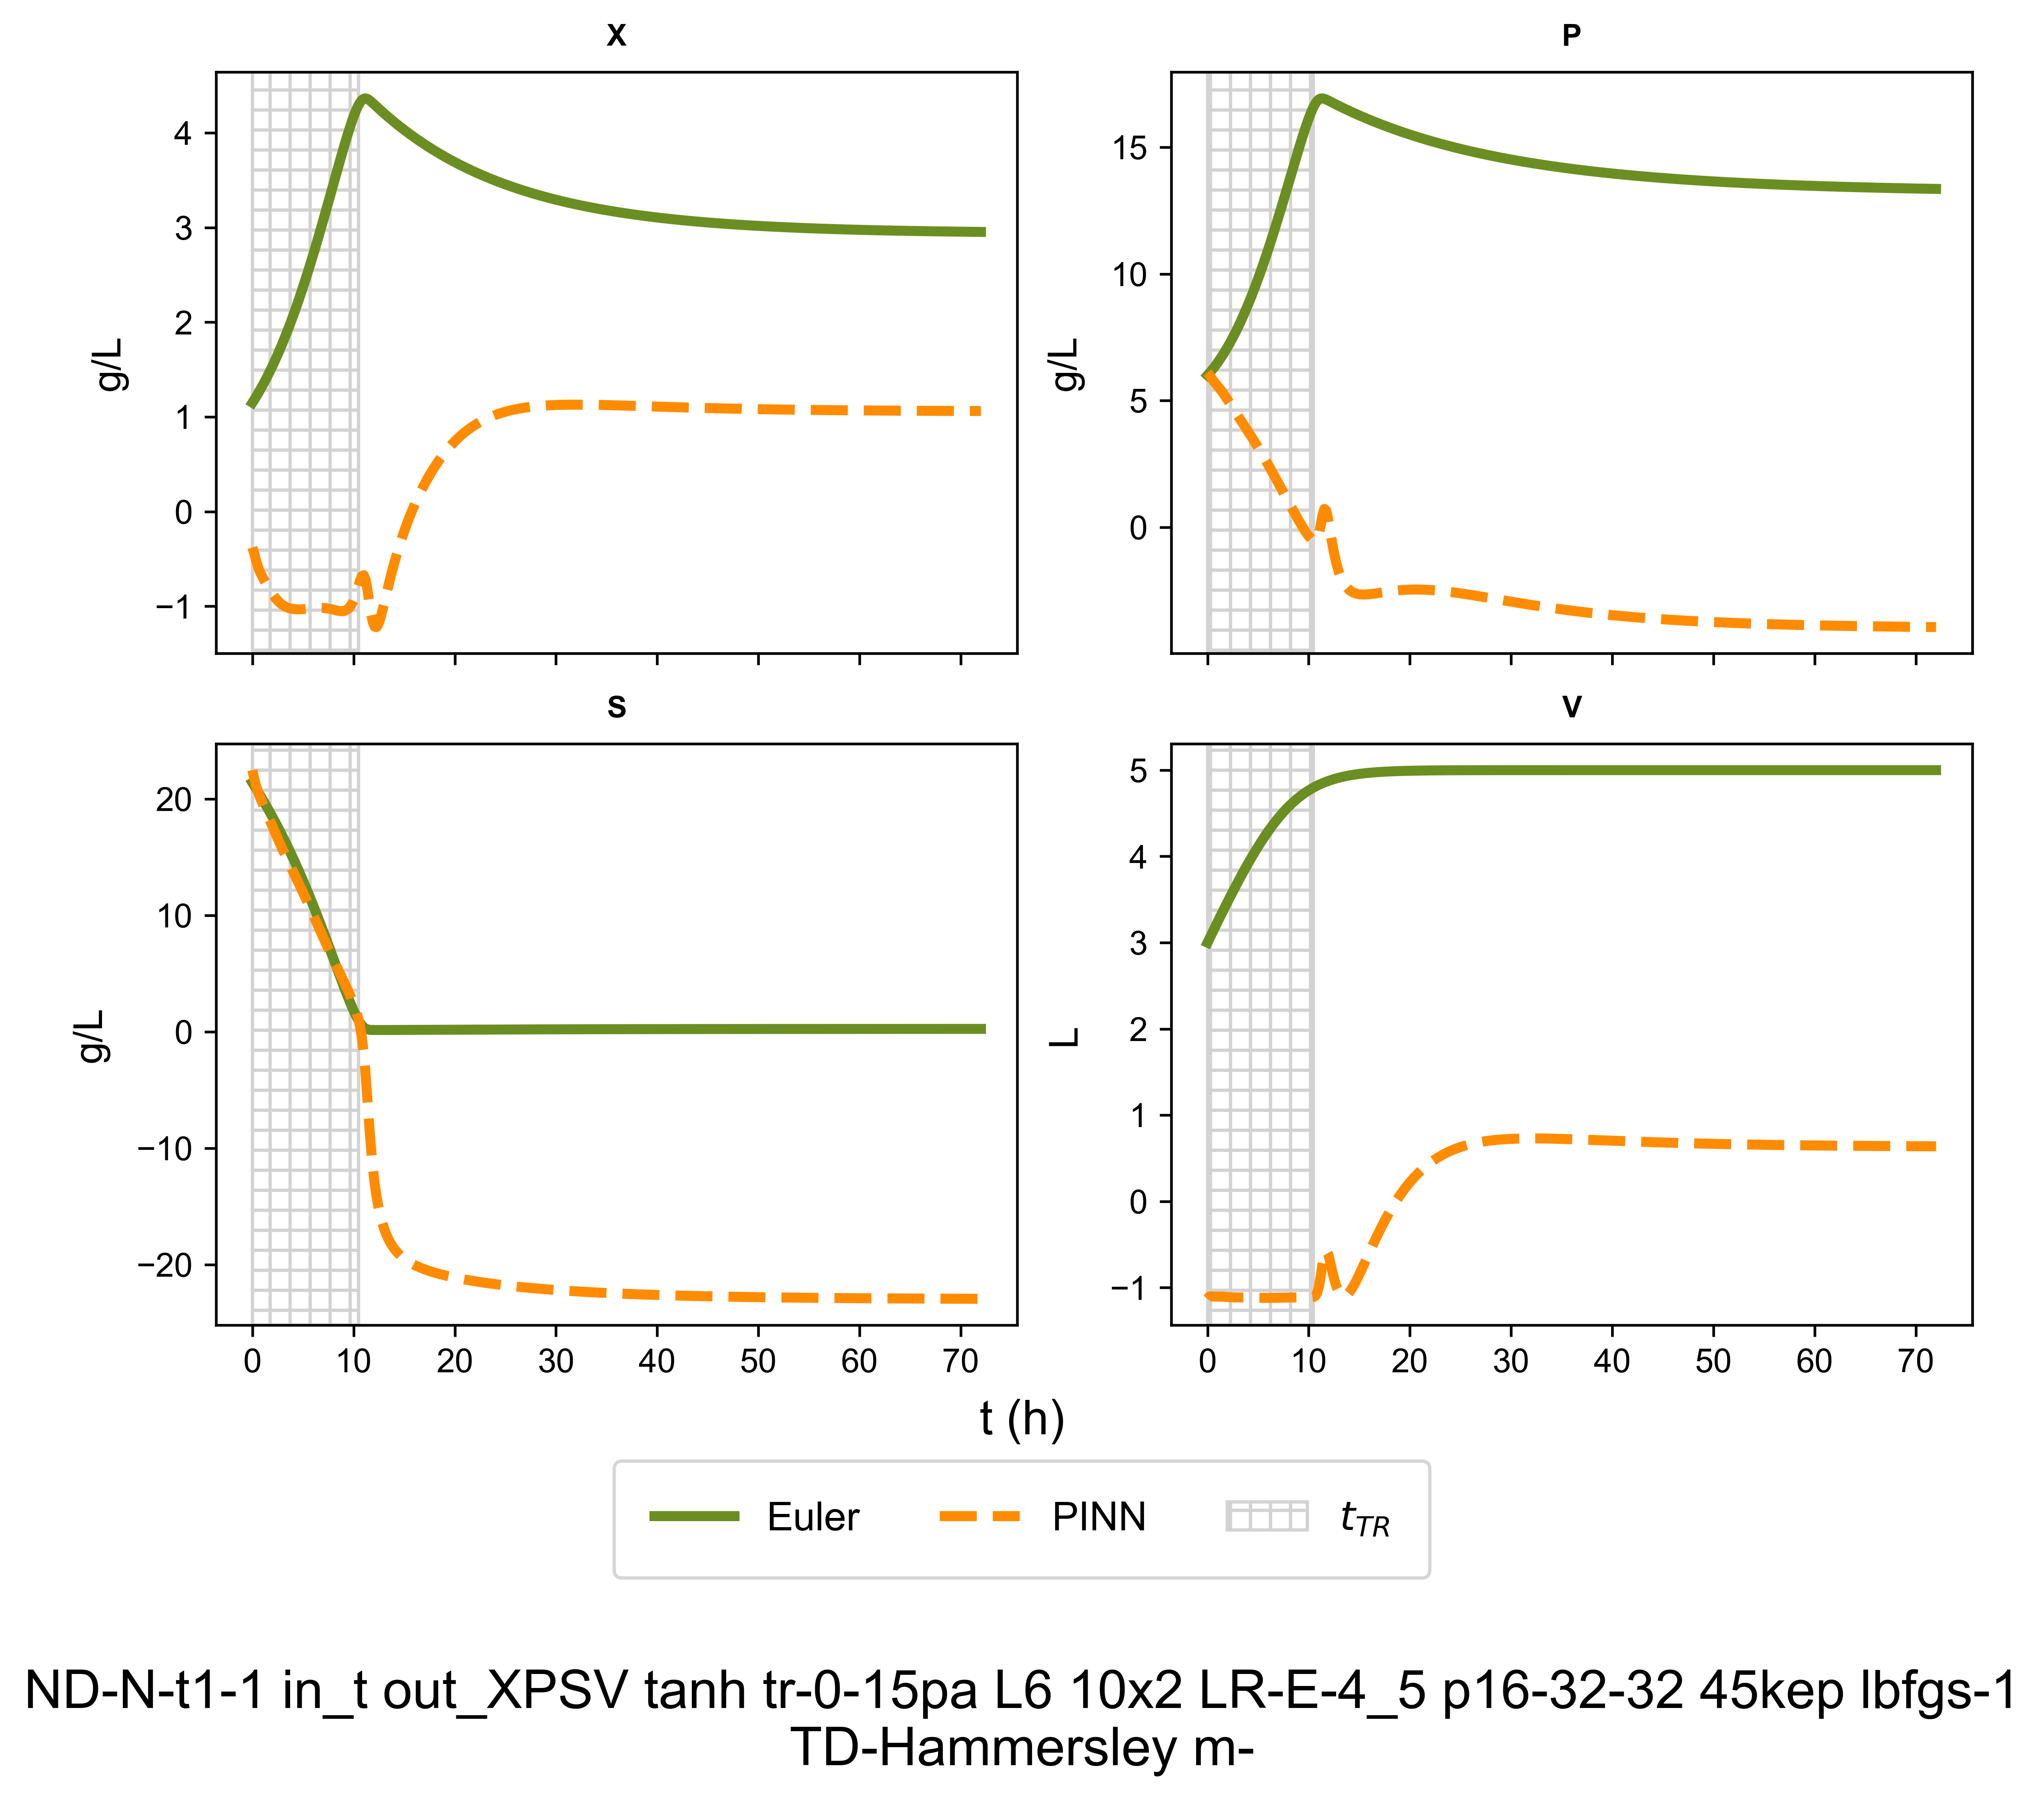 X
P
4
3
2
1
0
−1
g/L
15
10
5
0
g/L
S
V
20
10
0
−10
−20
g/L
5
4
3
2
1
0
−1
L
0 10 20 30 40 50 60 70
0 10 20 30 40 50 60 70
t (h)
Euler PINN t_TR
ND-N-t1-1 in_t out_XPSV tanh tr-0-15pa L6 10x2 LR-E-4_5 p16-32-32 45kep lbfgs-1
TD-Hammersley m-